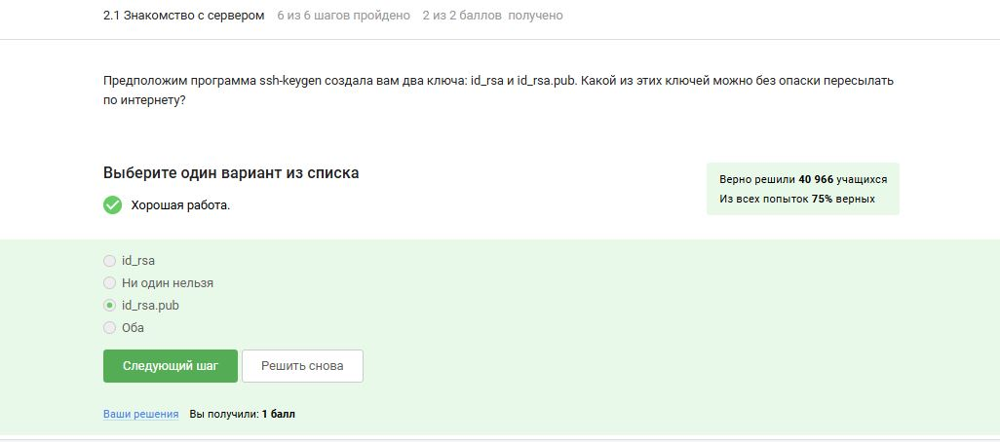 2.1 Знакомство с сервером 6 из 6 шагов пройдено 2 из 2 баллов получено
Предположим программа ssh-keygen создала вам два ключа: id_rsa и id_rsa.pub. Какой из этих ключей можно без опаски пересылать
по интернету?
Выберите один вариант из списка
Хорошая работа.
Верно решили 40 966 учащихся
Из всех попыток 75% верных
id_rsa
Ни один нельзя
id_rsa.pub
Оба
Следующий шаг Решить снова
Ваши решения Вы получили: 1 балл